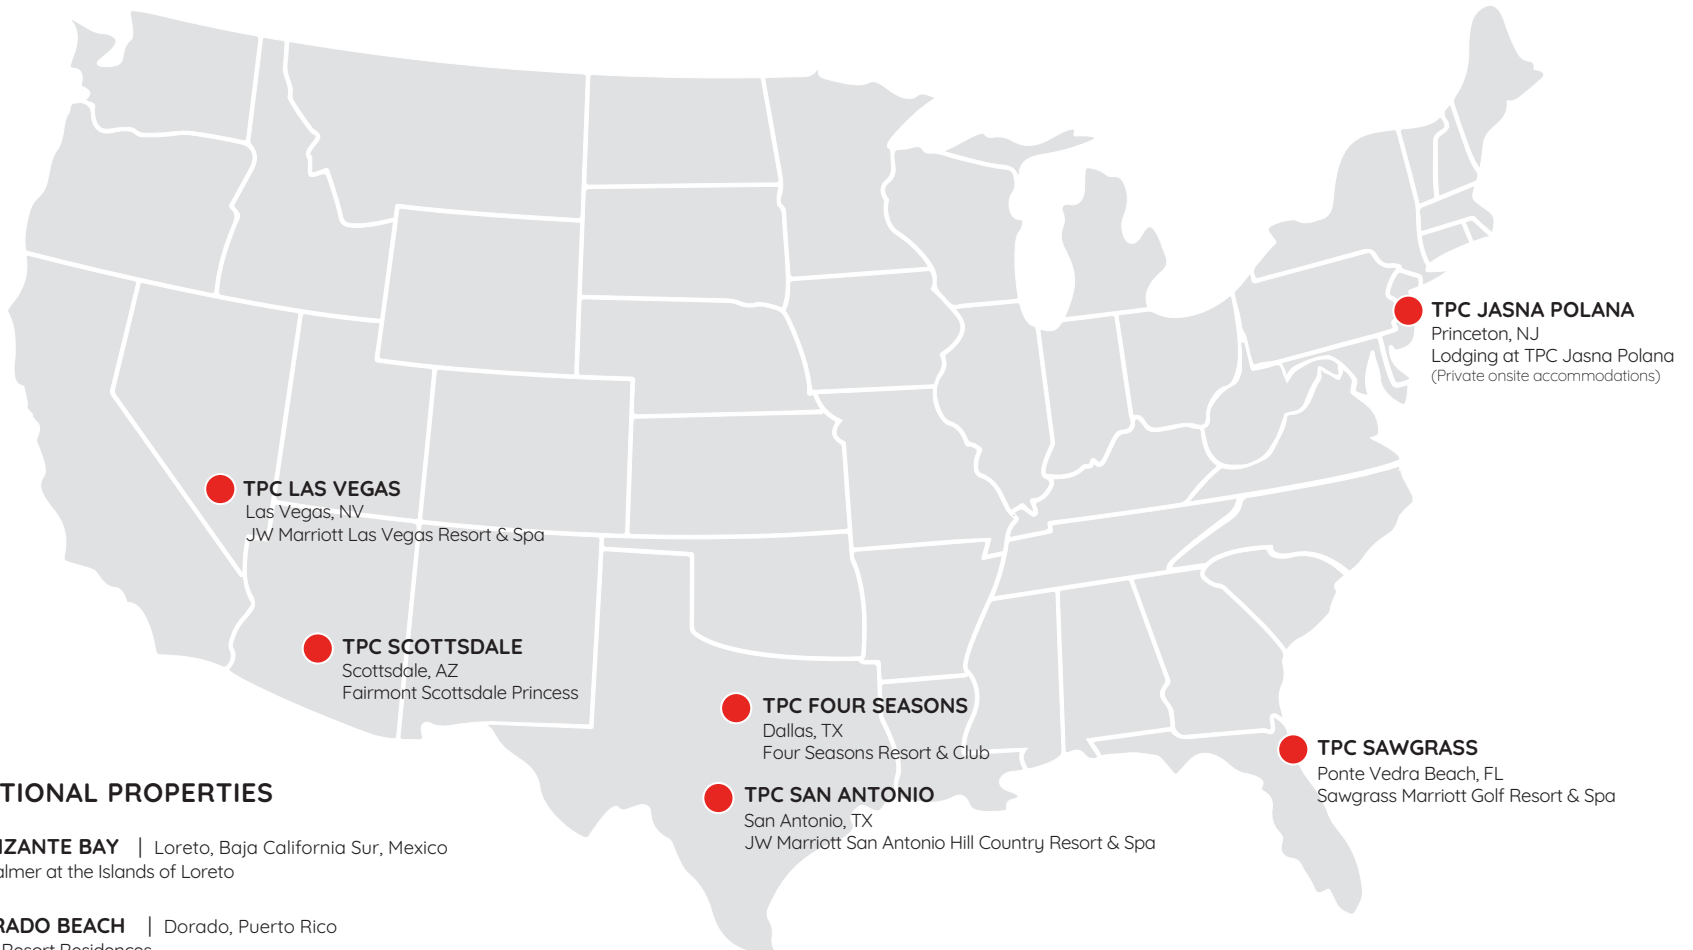 TPC JASNA POLANA
Princeton, NJ
Lodging at TPC Jasna Polana
(Private onsite accommodations)
TPC LAS VEGAS
Las Vegas, NV
JW Marriott Las Vegas Resort & Spa
TPC SCOTTSDALE
Scottsdale, AZ
Fairmont Scottsdale Princess
TPC FOUR SEASONS
Dallas, TX
Four Seasons Resort & Club
TPC SAN ANTONIO
San Antonio, TX
JW Marriott San Antonio Hill Country Resort & Spa
TPC SAWGRASS
Ponte Vedra Beach, FL
Sawgrass Marriott Golf Resort & Spa
TIONAL PROPERTIES
IZANTE BAY | Loreto, Baja California Sur, Mexico
almer at the Islands of Loreto
RADO BEACH | Dorado, Puerto Rico
Resort Residences